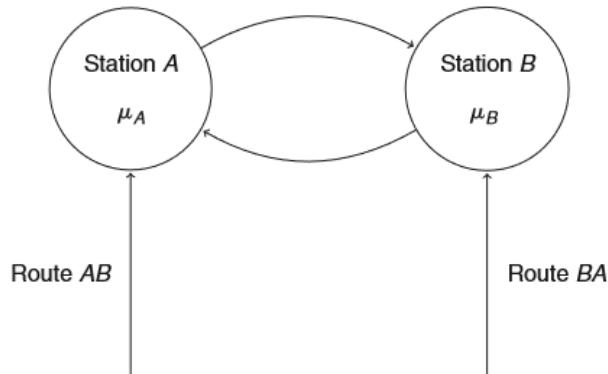 Station A
μA
Station B
μB
Route AB
Route BA